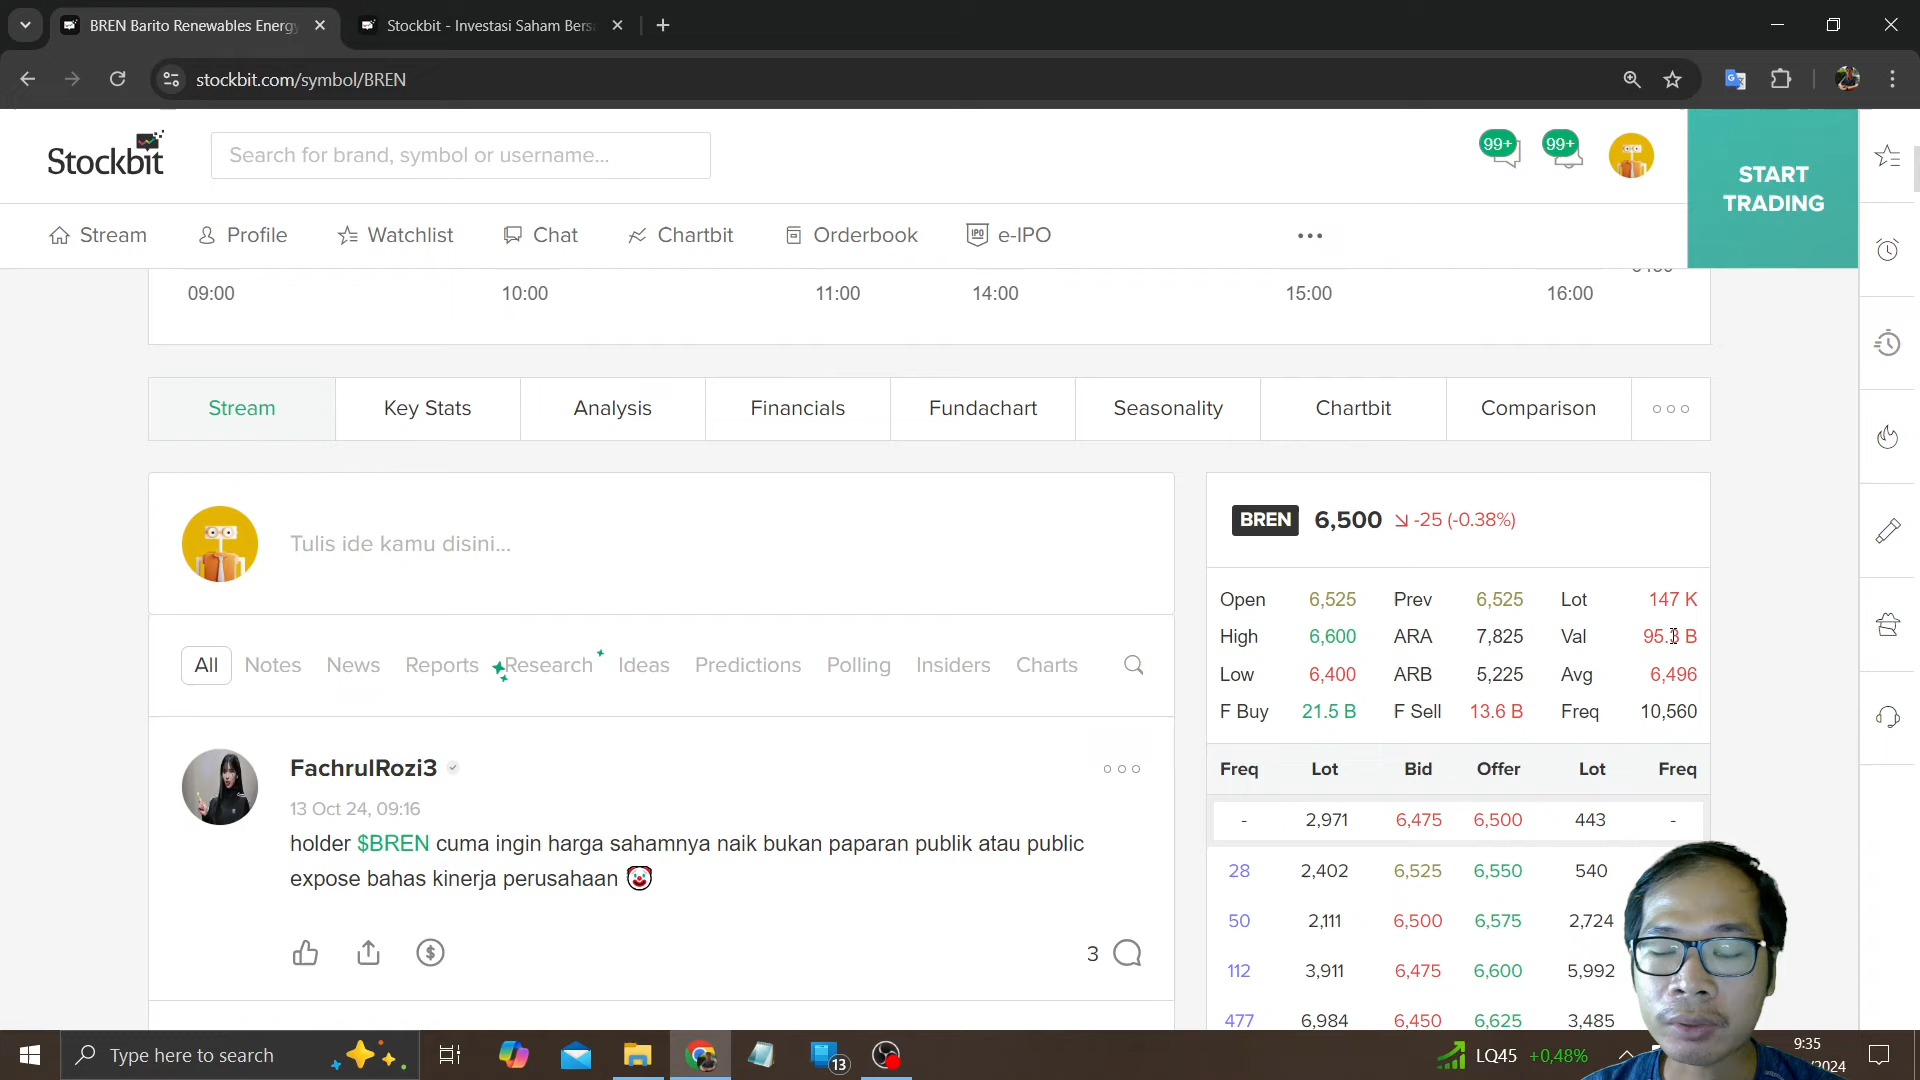 BREN Barito Renewables Energy
Stockbit - Investasi Saham Bers
stockbit.com/symbol/BREN
Stockbit
Search for brand, symbol or username...
99+
99+
START
TRADING
Stream
Profile
Watchlist
Chat
Chartbit
Orderbook
IPO
e-IPO
09:00 10:00 11:00 14:00 15:00 16:00
Stream
Key Stats
Analysis
Financials
Fundachart
Seasonality
Chartbit
Comparison
Tulis ide kamu disini...
All Notes News Reports Research Ideas Predictions Polling Insiders Charts
FachrulRozi3
13 Oct 24, 09:16
holder $BREN cuma ingin harga sahamnya naik bukan paparan publik atau public
expose bahas kinerja perusahaan 🤡
3
BREN 6,500 -25 (-0.38%)
Open 6,525 Prev 6,525 Lot 147 K
High 6,600 ARA 7,825 Val 95.3 B
Low 6,400 ARB 5,225 Avg 6,496
F Buy 21.5 B F Sell 13.6 B Freq 10,560
Freq Lot Bid Offer Lot Freq
- 2,971 6,475 6,500 443 -
28 2,402 6,525 6,550 540
50 2,111 6,500 6,575 2,724
112 3,911 6,475 6,600 5,992
477 6,984 6,450 6,625 3,485
Type here to search
13
LQ45 +0,48%
9:35
2024